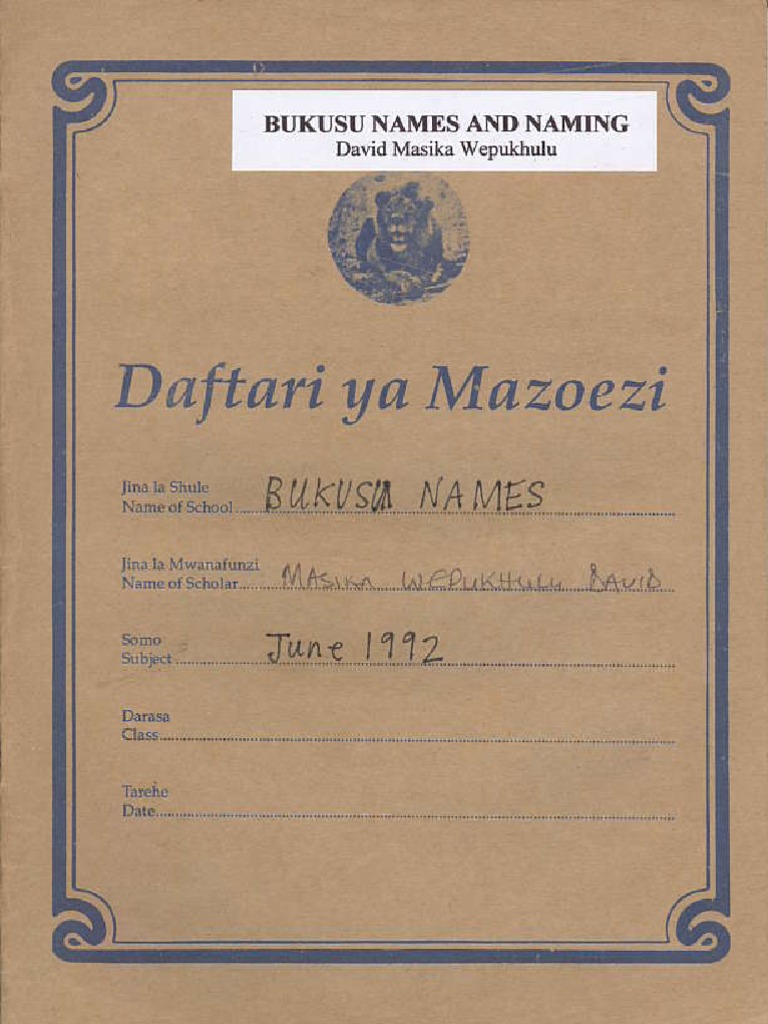 BUKUSU NAMES AND NAMING
David Masika Wepukhulu
Daftari ya Mazoezi
Jina la Shule
Name of School BUKUSU NAMES
Jina la Mwanafunzi
Name of Scholar MASIKA WEPUKHULU DAVID
Somo
Subject June 1992
Darasa
Class
Tarehe
Date